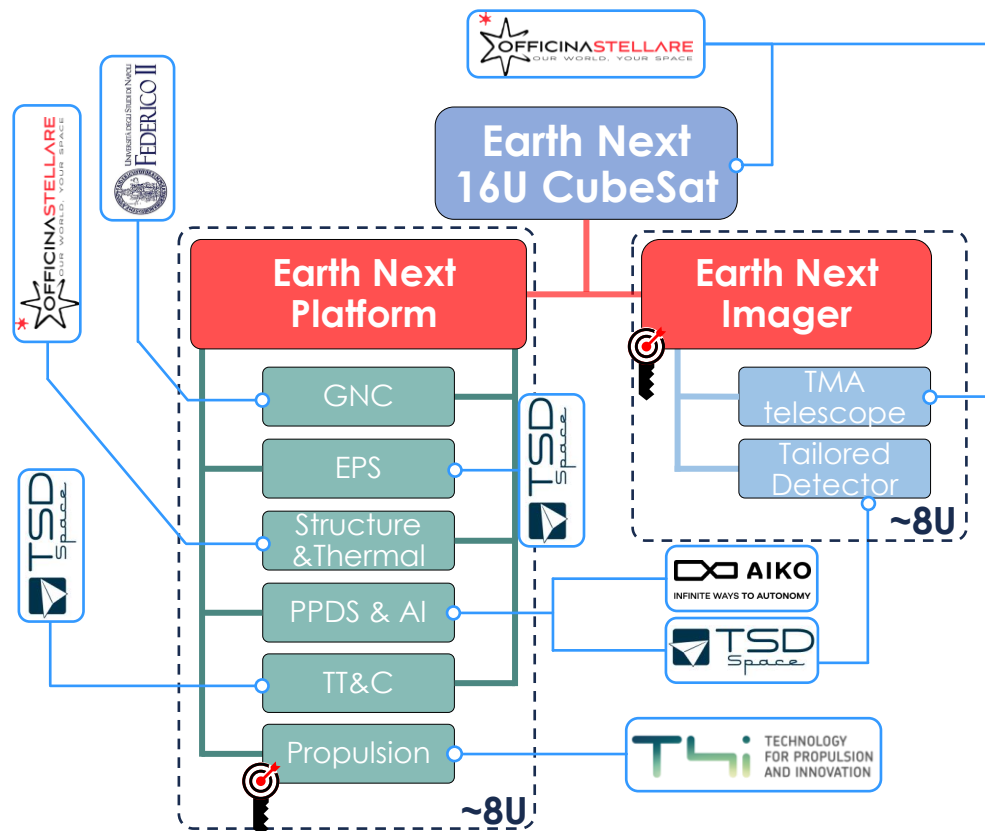 OFFICINASTELLARE
OUR WORLD, YOUR SPACE
UNIVERSITÀ DEGLI STUDI DI NAPOLI
FEDERICO II
OFFICINASTELLARE
OUR WORLD, YOUR SPACE
Earth Next
16U CubeSat
Earth Next
Platform
Earth Next
Imager
GNC
EPS
Structure
&Thermal
PPDS & AI
TT&C
Propulsion
~8U
TMA
telescope
Tailored
Detector
~8U
TSD
Space
TSD
Space
AIKO
INFINITE WAYS TO AUTONOMY
TSD
Space
T4i
TECHNOLOGY
FOR PROPULSION
AND INNOVATION